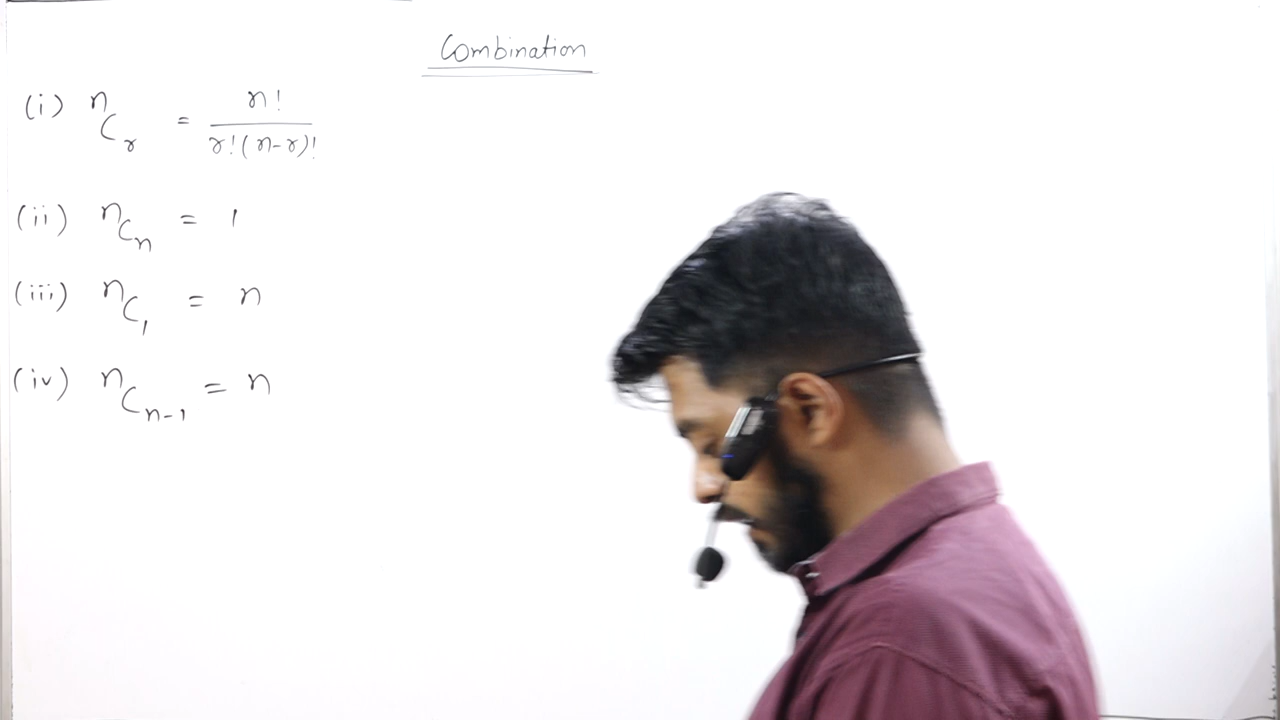 Combination
(i) nCr = n! / r!(n-r)!
(ii) nCn = 1
(iii) nC1 = n
(iv) nCn-1 = n